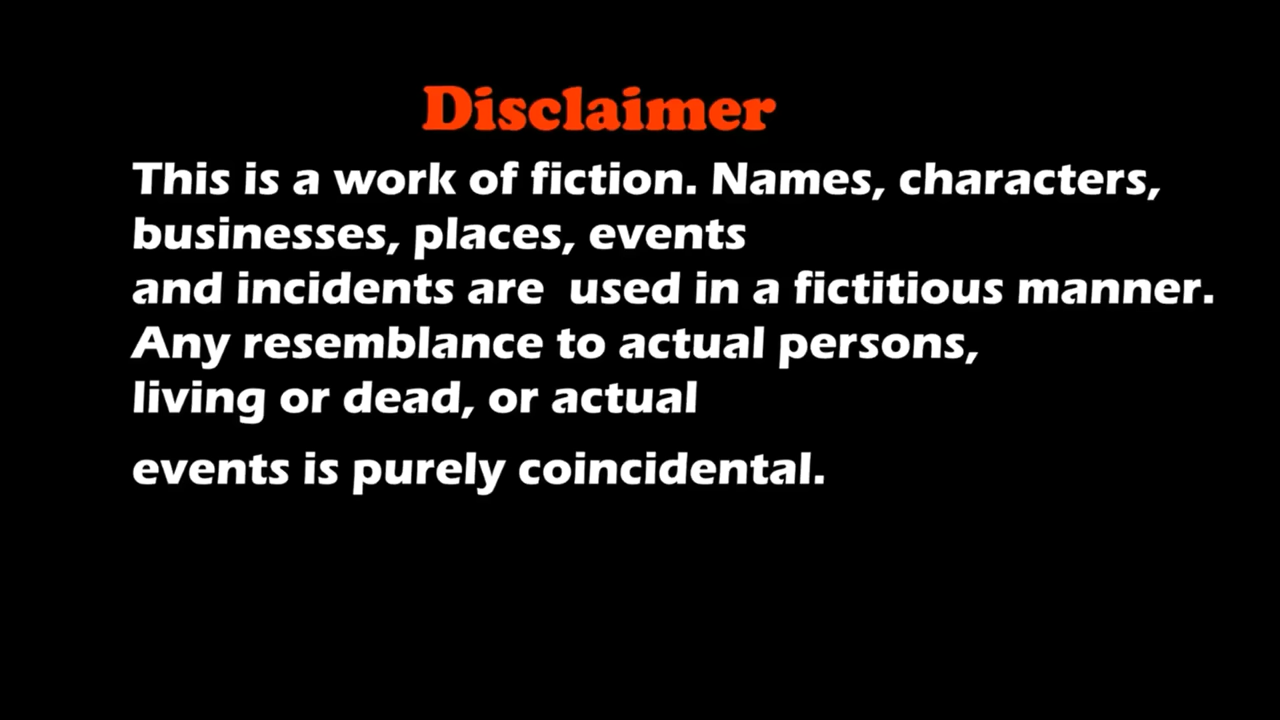 Disclaimer
This is a work of fiction. Names, characters,
businesses, places, events
and incidents are  used in a fictitious manner.
Any resemblance to actual persons,
living or dead, or actual
events is purely coincidental.